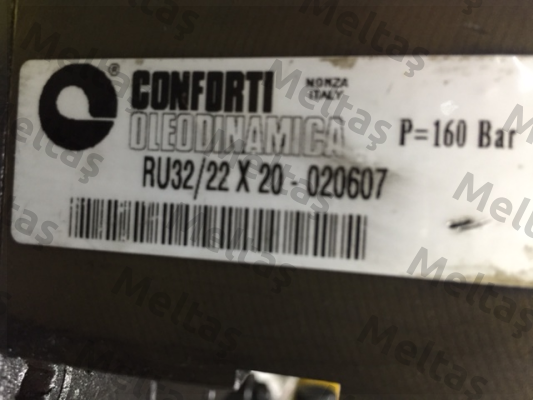 ® CONFORTI MONZA ITALY
OLEODINAMICA P=160 Bar
RU32/22 X 20 - 020607
Meltaş